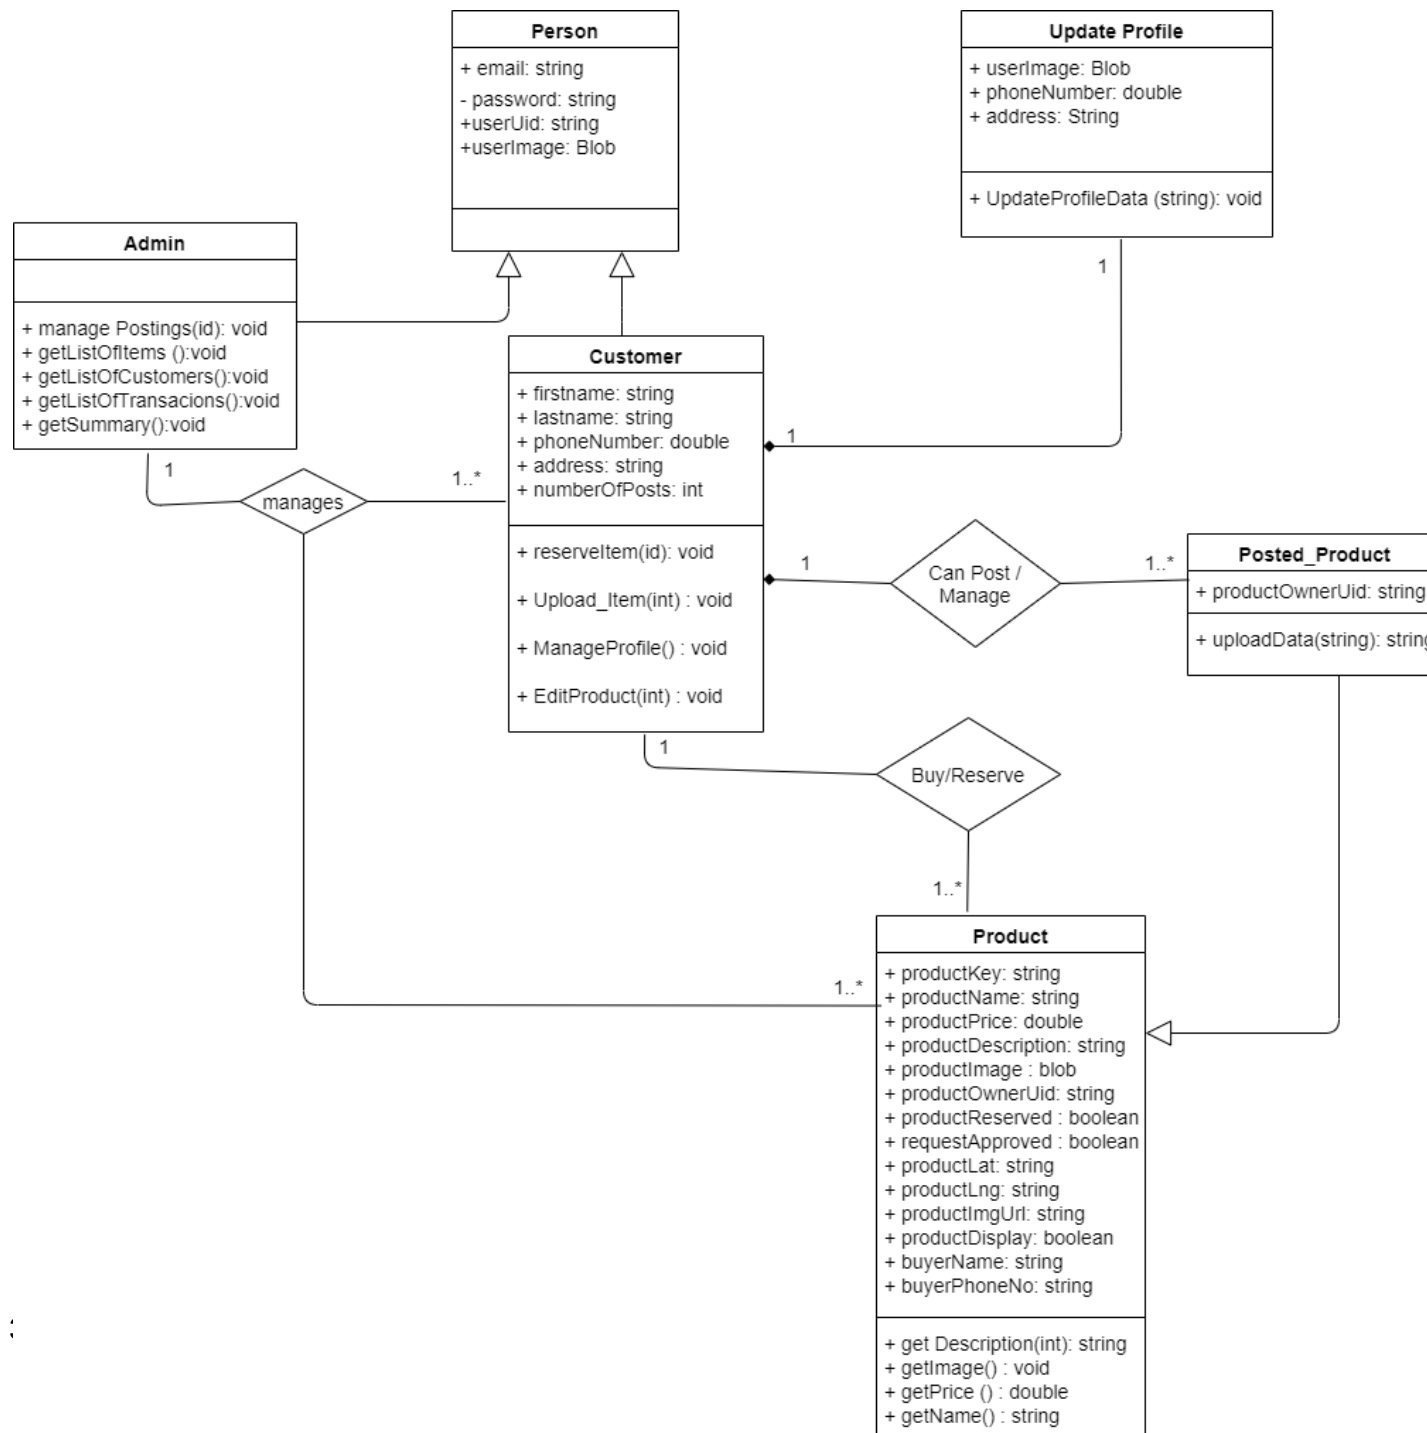 Person
+ email: string
- password: string
+userUid: string
+userImage: Blob
Update Profile
+ userImage: Blob
+ phoneNumber: double
+ address: String
+ UpdateProfileData (string): void
1
Admin
+ manage Postings(id): void
+ getListOfItems ():void
+ getListOfCustomers():void
+ getListOfTransacions():void
+ getSummary():void
1
manages
1..*
Customer
+ firstname: string
+ lastname: string
+ phoneNumber: double
+ address: string
+ numberOfPosts: int
+ reserveItem(id): void
+ Upload_Item(int) : void
+ ManageProfile() : void
+ EditProduct(int) : void
1
1
Can Post /
Manage
1..*
Posted_Product
+ productOwnerUid: string
+ uploadData(string): string
1
Buy/Reserve
1..*
1..*
Product
+ productKey: string
+ productName: string
+ productPrice: double
+ productDescription: string
+ productImage : blob
+ productOwnerUid: string
+ productReserved : boolean
+ requestApproved : boolean
+ productLat: string
+ productLng: string
+ productImgUrl: string
+ productDisplay: boolean
+ buyerName: string
+ buyerPhoneNo: string
+ get Description(int): string
+ getImage() : void
+ getPrice () : double
+ getName() : string